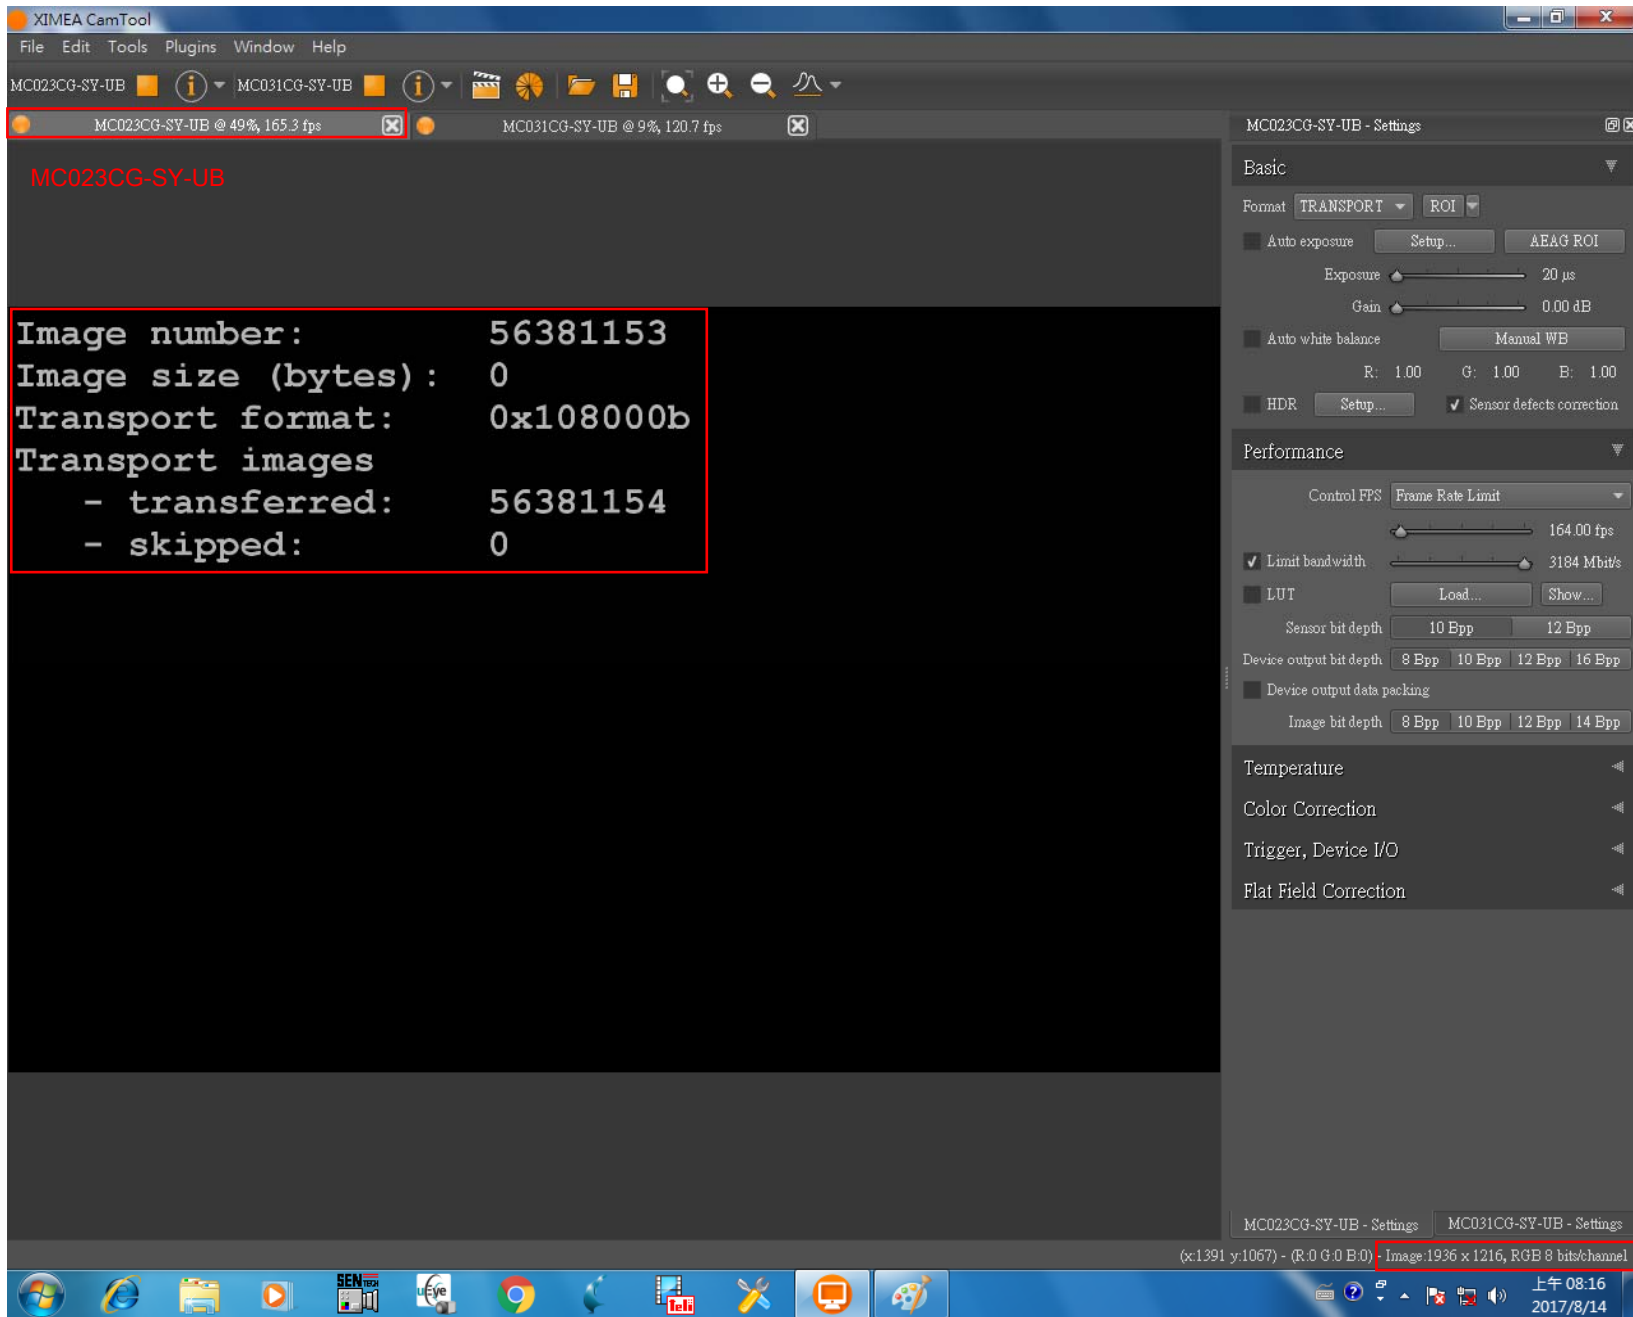 XIMEA CamTool
File Edit Tools Plugins Window Help
MC023CG-SY-UB MC031CG-SY-UB
MC023CG-SY-UB @ 49%, 165.3 fps MC031CG-SY-UB @ 9%, 120.7 fps
MC023CG-SY-UB
Image number: 56381153
Image size (bytes): 0
Transport format: 0x108000b
Transport images
- transferred: 56381154
- skipped: 0
MC023CG-SY-UB - Settings
Basic
Format TRANSPORT ROI
Auto exposure Setup... AEAG ROI
Exposure 20 µs
Gain 0.00 dB
Auto white balance Manual WB
R: 1.00 G: 1.00 B: 1.00
HDR Setup... Sensor defects correction
Performance
Control FPS Frame Rate Limit
164.00 fps
Limit bandwidth 3184 Mbit/s
LUT Load... Show...
Sensor bit depth 10 Bpp 12 Bpp
Device output bit depth 8 Bpp 10 Bpp 12 Bpp 16 Bpp
Device output data packing
Image bit depth 8 Bpp 10 Bpp 12 Bpp 14 Bpp
Temperature
Color Correction
Trigger, Device I/O
Flat Field Correction
MC023CG-SY-UB - Settings MC031CG-SY-UB - Settings
(x:1391 y:1067) - (R:0 G:0 B:0) - Image:1936 x 1216, RGB 8 bits/channel
SENTECH uEye Teli
上午 08:16
2017/8/14